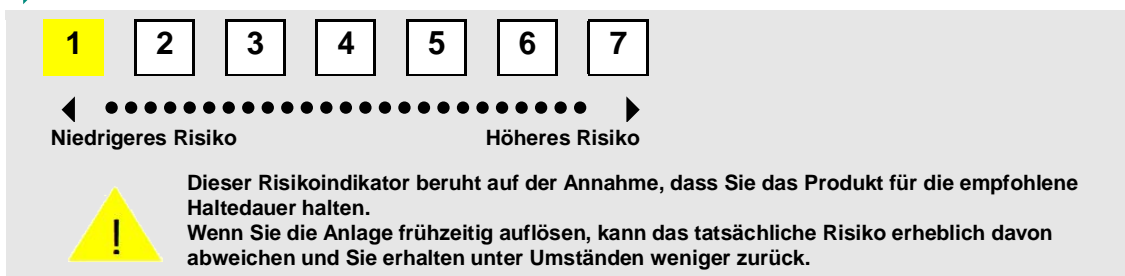 1 2 3 4 5 6 7
Niedrigeres Risiko Höheres Risiko
Dieser Risikoindikator beruht auf der Annahme, dass Sie das Produkt für die empfohlene
Haltedauer halten.
Wenn Sie die Anlage frühzeitig auflösen, kann das tatsächliche Risiko erheblich davon
abweichen und Sie erhalten unter Umständen weniger zurück.
!